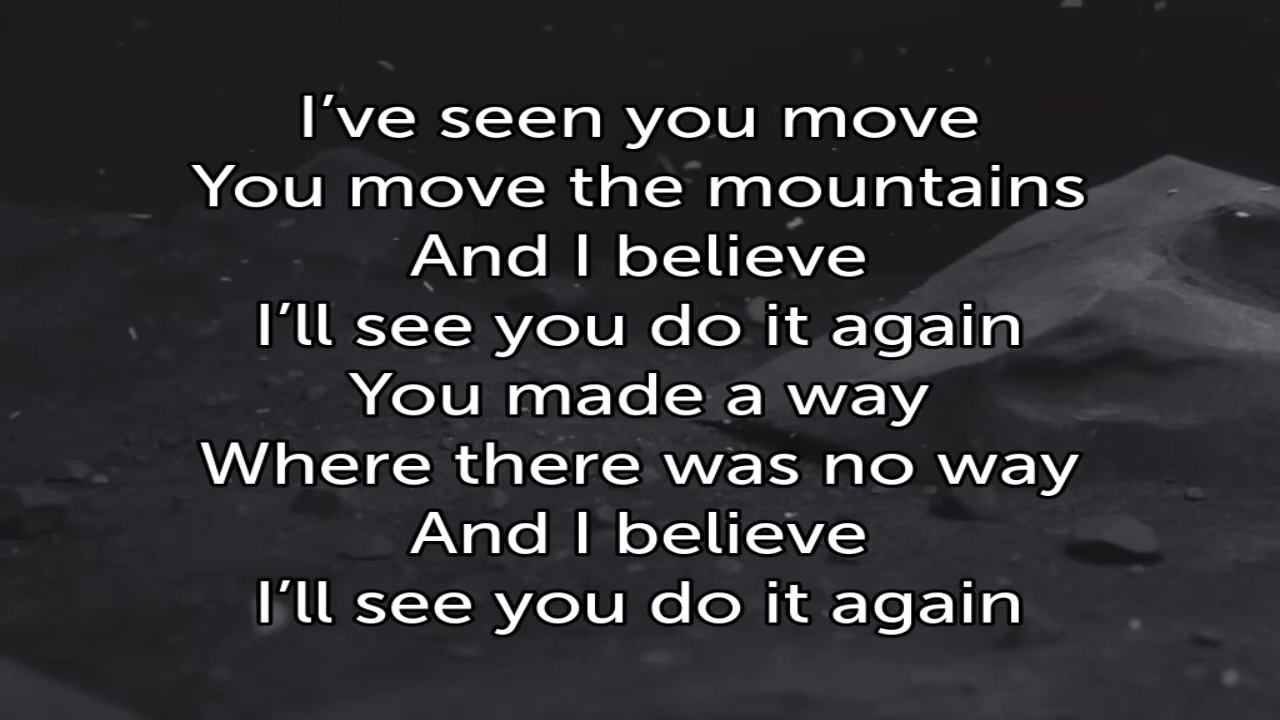 I've seen you move
You move the mountains
And I believe
I'll see you do it again
You made a way
Where there was no way
And I believe
I'll see you do it again